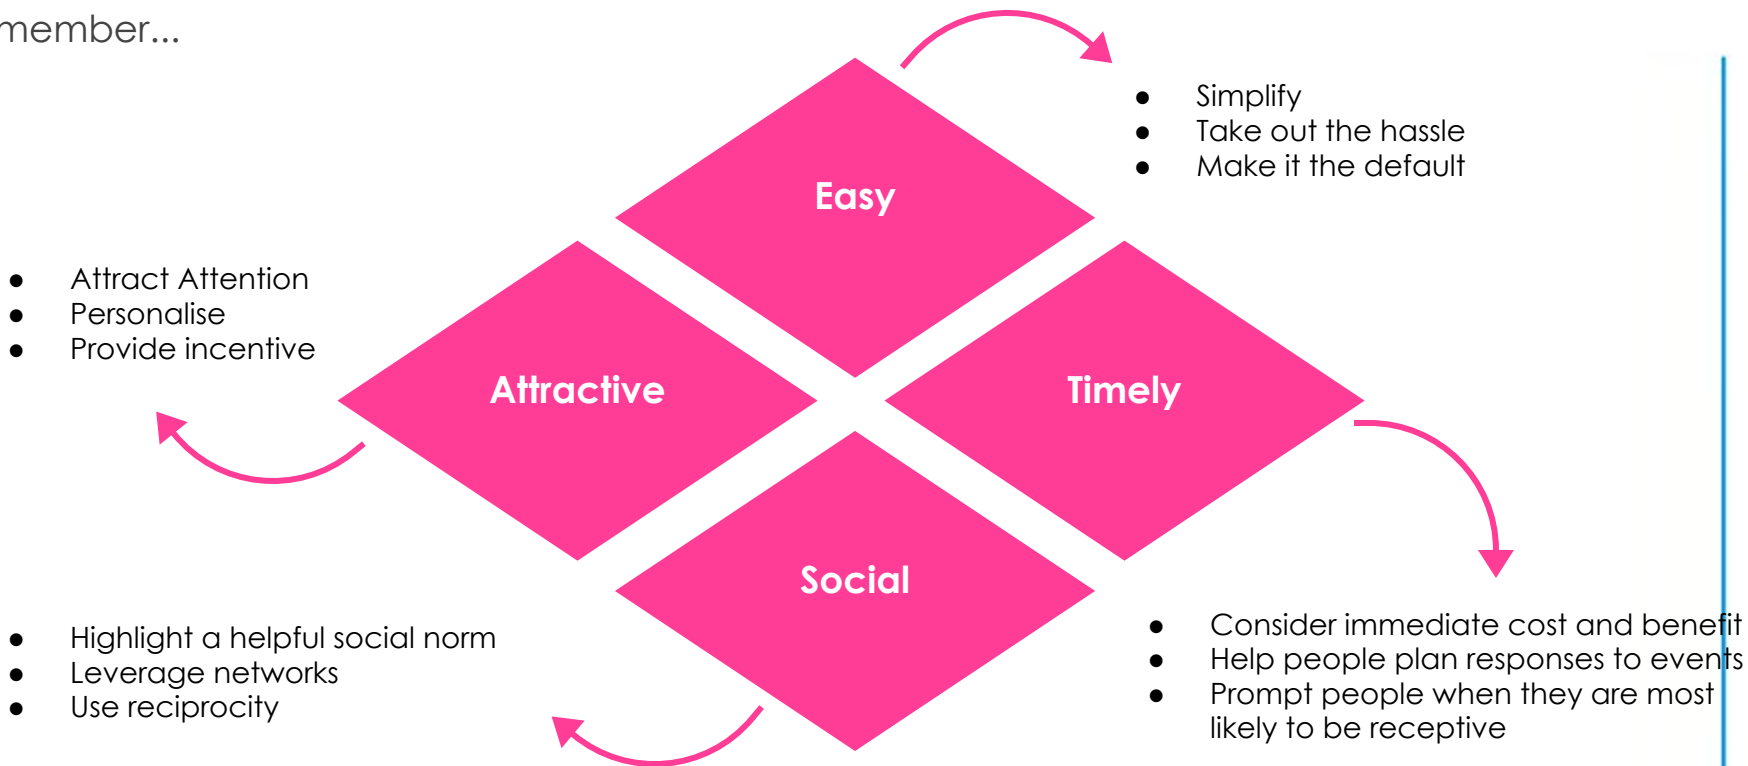 member...
Easy
● Simplify
● Take out the hassle
● Make it the default
Attractive
● Attract Attention
● Personalise
● Provide incentive
Timely
● Consider immediate cost and benefit
● Help people plan responses to events
● Prompt people when they are most
likely to be receptive
Social
● Highlight a helpful social norm
● Leverage networks
● Use reciprocity